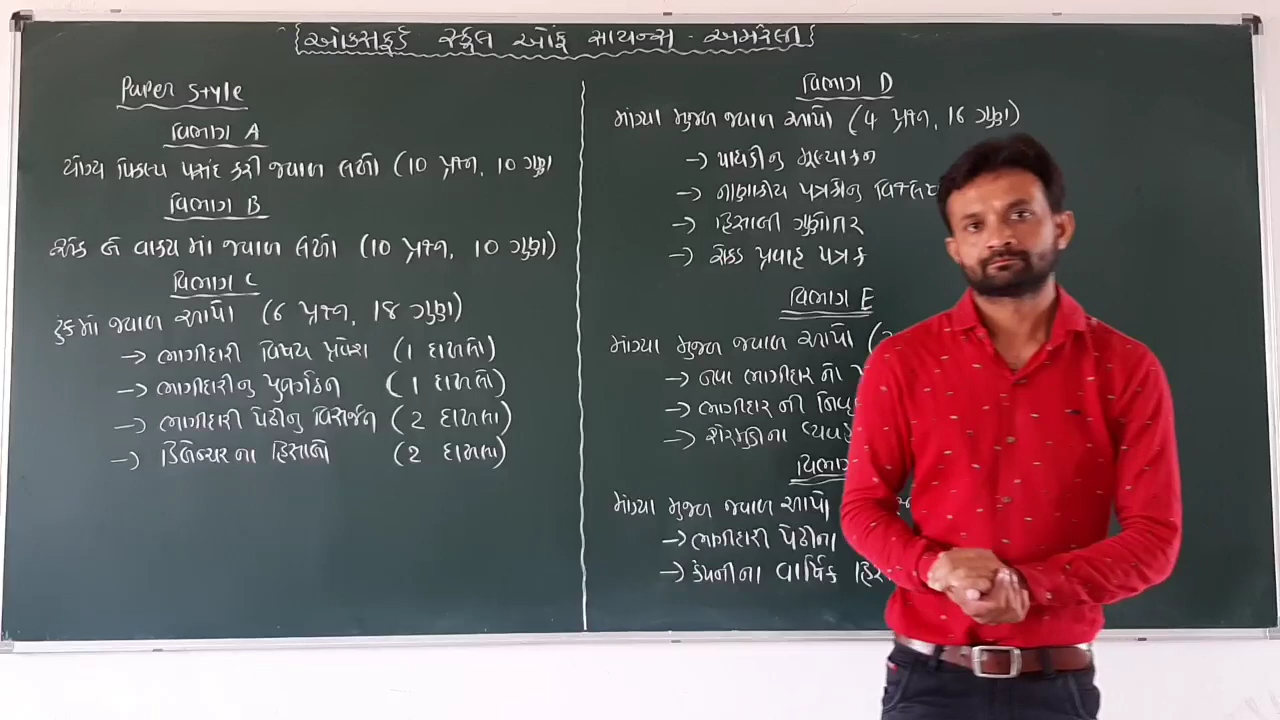 ઓક્સફર્ડ સ્કૂલ ઓફ સાયન્સ - અમરેલી
Paper Style
વિભાગ A
યોગ્ય વિકલ્પ પસંદ કરી જવાબ લખો (10 પ્રશ્ન, 10 ગુણ
વિભાગ B
એક બે વાક્ય માં જવાબ લખો (10 પ્રશ્ન, 10 ગુણ)
વિભાગ C
ટુંકમાં જવાબ આપો (6 પ્રશ્ન, 18 ગુણ)
→ ભાગીદારી વિષય પ્રવેશ (1 દાખલો)
→ ભાગીદારીનુ પુનર્ગઠન (1 દાખલો)
→ ભાગીદારી પેઢીનુ વિસર્જન (2 દાખલા)
→ ડિબેન્ચરના હિસાબો (2 દાખલા)
વિભાગ D
માંગ્યા મુજબ જવાબ આપો (4 પ્રશ્ન, 16 ગુણ)
→ પાઘડીનુ મૂલ્યાકન
→ નાણાકીય પત્રકોનુ
→ હિસાબી ગુણોતર
→ રોકડ પ્રવાહ પત્રક
વિભાગ E
માંગ્યા મુજબ જવાબ આપો
→ નવા ભાગીદાર નો
→ ભાગીદાર ની
→ શેરમુડીના
વિભાગ
માંગ્યા મુજબ જવાબ આપો
→ ભાગીદારી પેઢીના
→ કંપનીના વાર્ષિક